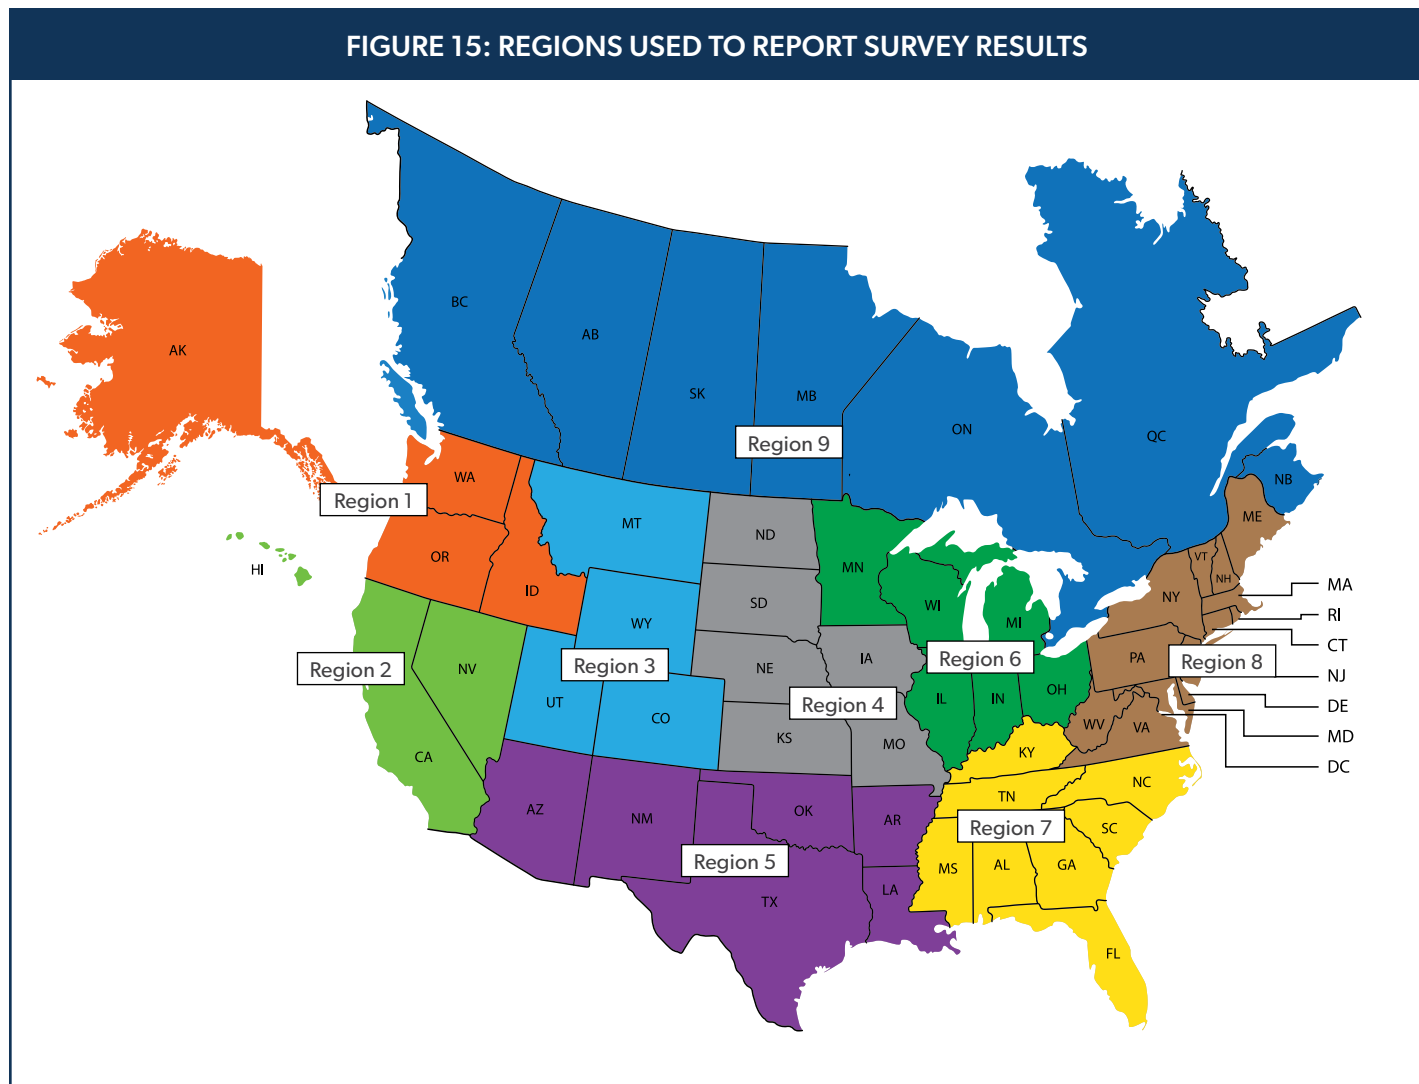 FIGURE 15: REGIONS USED TO REPORT SURVEY RESULTS
BC
AB
AK
SK
MB
ON
QC
Region 9
WA
NB
Region 1
MT
ME
ND
OR
VT
HI
MN
NH
ID
SD
WI
NY
MA
WY
MI
RI
CT
Region 2
NV
Region 3
NE
IA
Region 6
PA
Region 8
NJ
UT
CO
Region 4
IL
IN
OH
DE
WV
VA
KS
MO
KY
MD
CA
DC
NC
TN
AZ
NM
OK
AR
Region 7
SC
Region 5
MS
AL
GA
LA
TX
FL